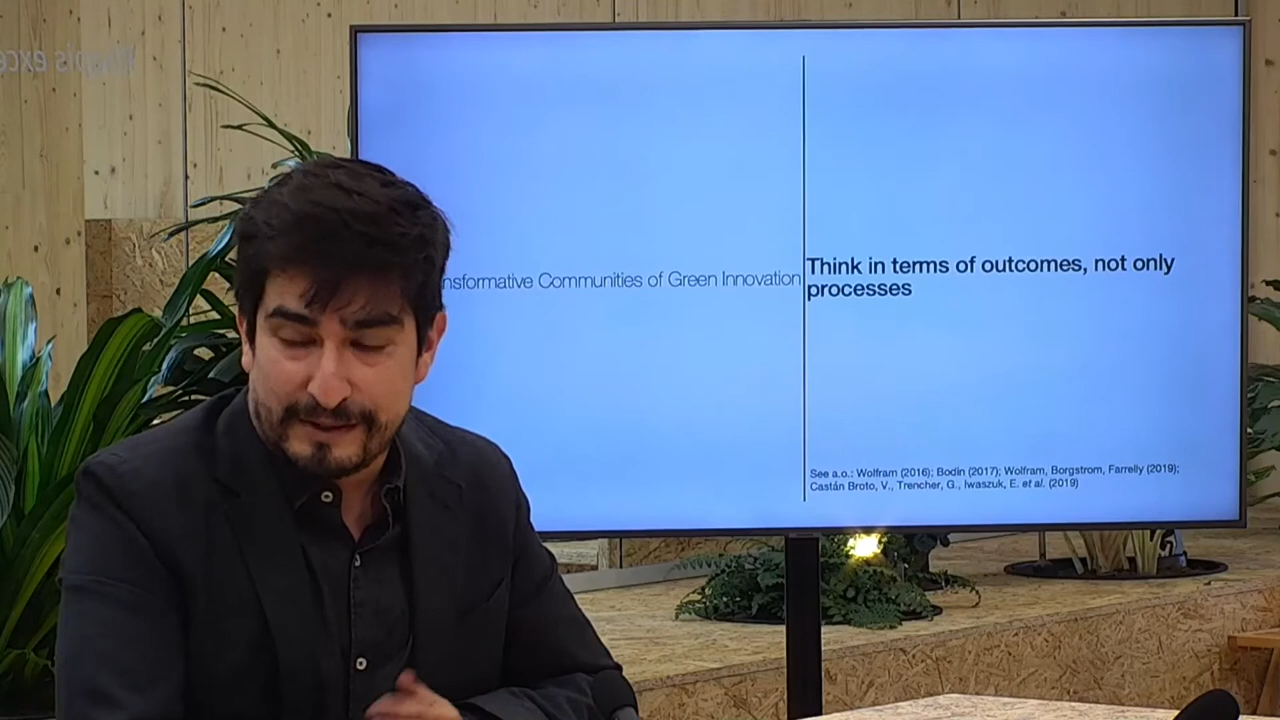 nsformative Communities of Green Innovation
Think in terms of outcomes, not only
processes
See a.o.: Wolfram (2016); Bodin (2017); Wolfram, Borgstrom, Farrelly (2019);
Castán Broto, V., Trencher, G., Iwaszuk, E. et al. (2019)